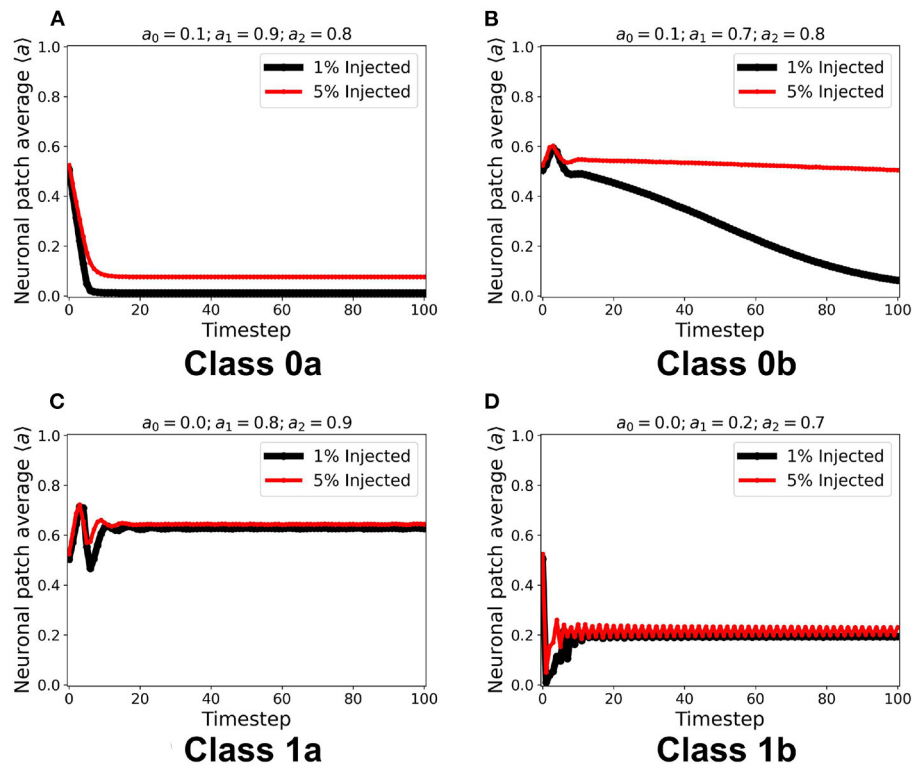 A
a₀ = 0.1; a₁ = 0.9; a₂ = 0.8
Neuronal patch average ⟨a⟩
1.0
0.8
0.6
0.4
0.2
0.0
1% Injected
5% Injected
0 20 40 60 80 100
Timestep
Class 0a
B
a₀ = 0.1; a₁ = 0.7; a₂ = 0.8
Neuronal patch average ⟨a⟩
1.0
0.8
0.6
0.4
0.2
0.0
1% Injected
5% Injected
0 20 40 60 80 100
Timestep
Class 0b
C
a₀ = 0.0; a₁ = 0.8; a₂ = 0.9
Neuronal patch average ⟨a⟩
1.0
0.8
0.6
0.4
0.2
0.0
1% Injected
5% Injected
0 20 40 60 80 100
Timestep
Class 1a
D
a₀ = 0.0; a₁ = 0.2; a₂ = 0.7
Neuronal patch average ⟨a⟩
1.0
0.8
0.6
0.4
0.2
0.0
1% Injected
5% Injected
0 20 40 60 80 100
Timestep
Class 1b